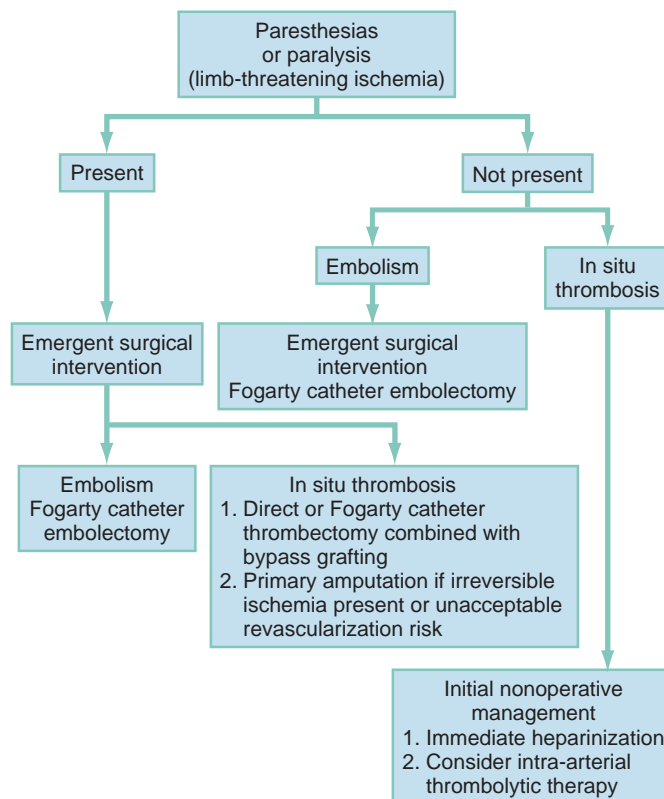 Paresthesias
or paralysis
(limb-threatening ischemia)
Present
Not present
Embolism
In situ
thrombosis
Emergent surgical
intervention
Emergent surgical
intervention
Fogarty catheter embolectomy
Embolism
Fogarty catheter
embolectomy
In situ thrombosis
1. Direct or Fogarty catheter
thrombectomy combined with
bypass grafting
2. Primary amputation if irreversible
ischemia present or unacceptable
revascularization risk
Initial nonoperative
management
1. Immediate heparinization
2. Consider intra-arterial
thrombolytic therapy